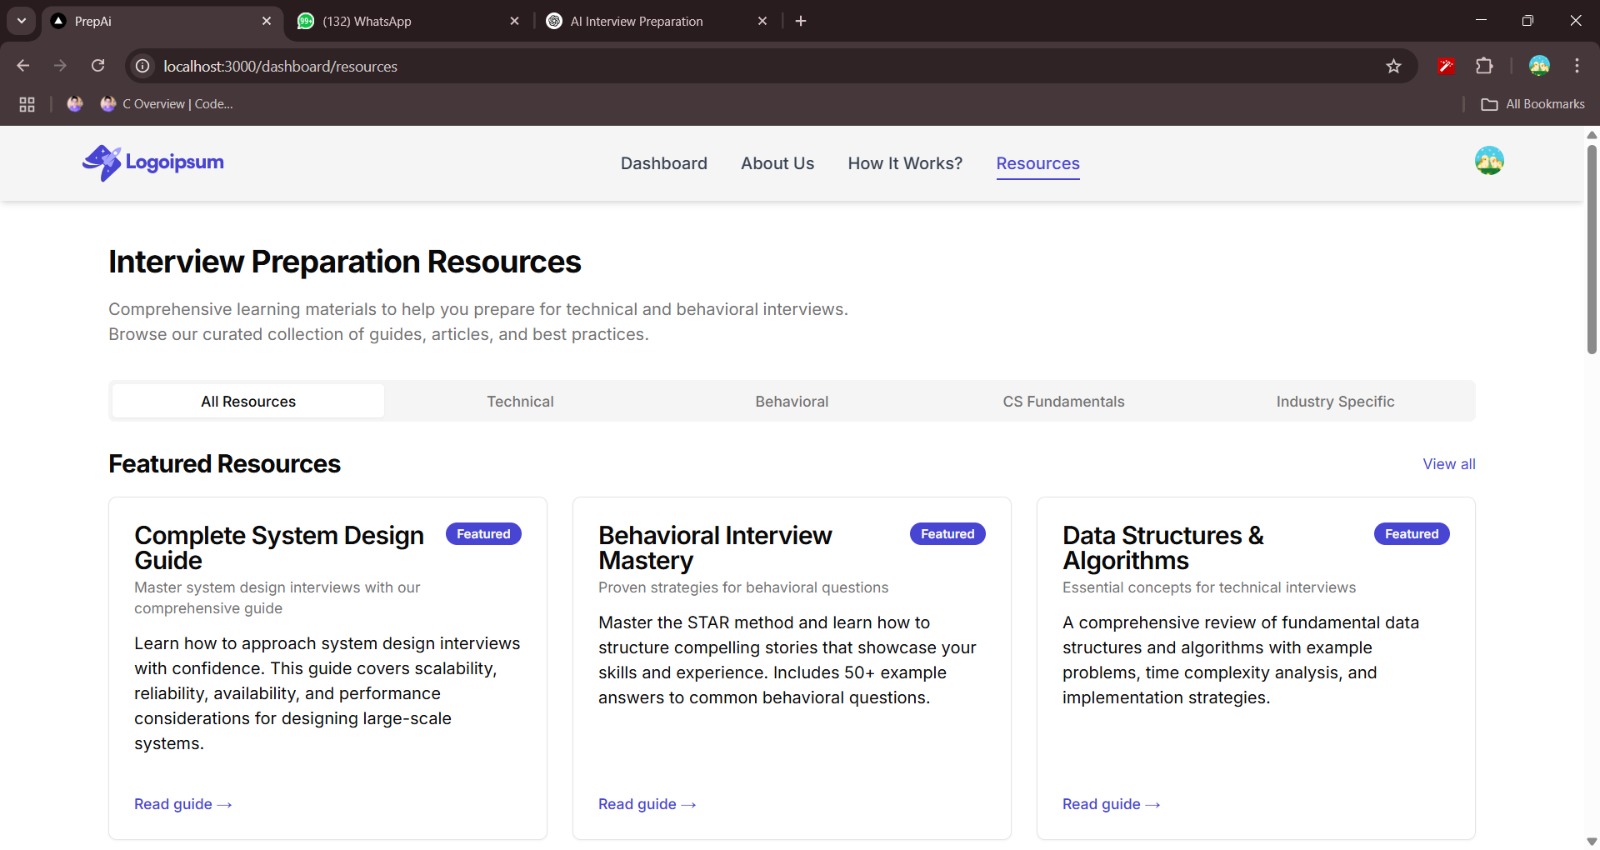 PrepAi
(132) WhatsApp
AI Interview Preparation
localhost:3000/dashboard/resources
C Overview | Code...
All Bookmarks
Logoipsum
Dashboard
About Us
How It Works?
Resources
Interview Preparation Resources
Comprehensive learning materials to help you prepare for technical and behavioral interviews.
Browse our curated collection of guides, articles, and best practices.
All Resources
Technical
Behavioral
CS Fundamentals
Industry Specific
Featured Resources
View all
Complete System Design
Guide
Featured
Master system design interviews with our
comprehensive guide
Learn how to approach system design interviews
with confidence. This guide covers scalability,
reliability, availability, and performance
considerations for designing large-scale
systems.
Read guide →
Behavioral Interview
Mastery
Featured
Proven strategies for behavioral questions
Master the STAR method and learn how to
structure compelling stories that showcase your
skills and experience. Includes 50+ example
answers to common behavioral questions.
Read guide →
Data Structures &
Algorithms
Featured
Essential concepts for technical interviews
A comprehensive review of fundamental data
structures and algorithms with example
problems, time complexity analysis, and
implementation strategies.
Read guide →